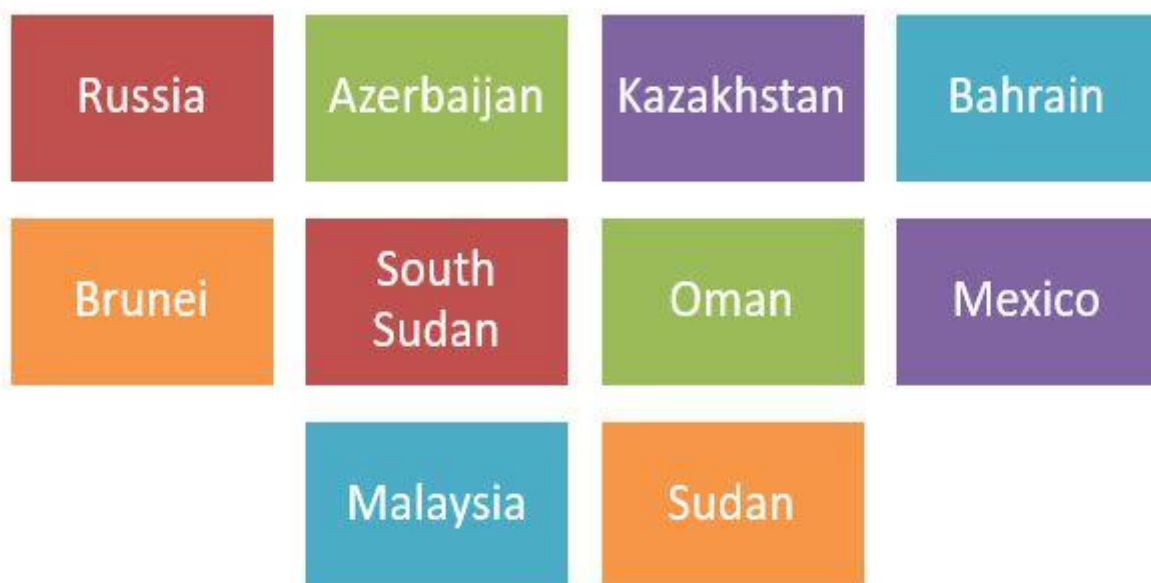 Russia
Azerbaijan
Kazakhstan
Bahrain
Brunei
South
Sudan
Oman
Mexico
Malaysia
Sudan